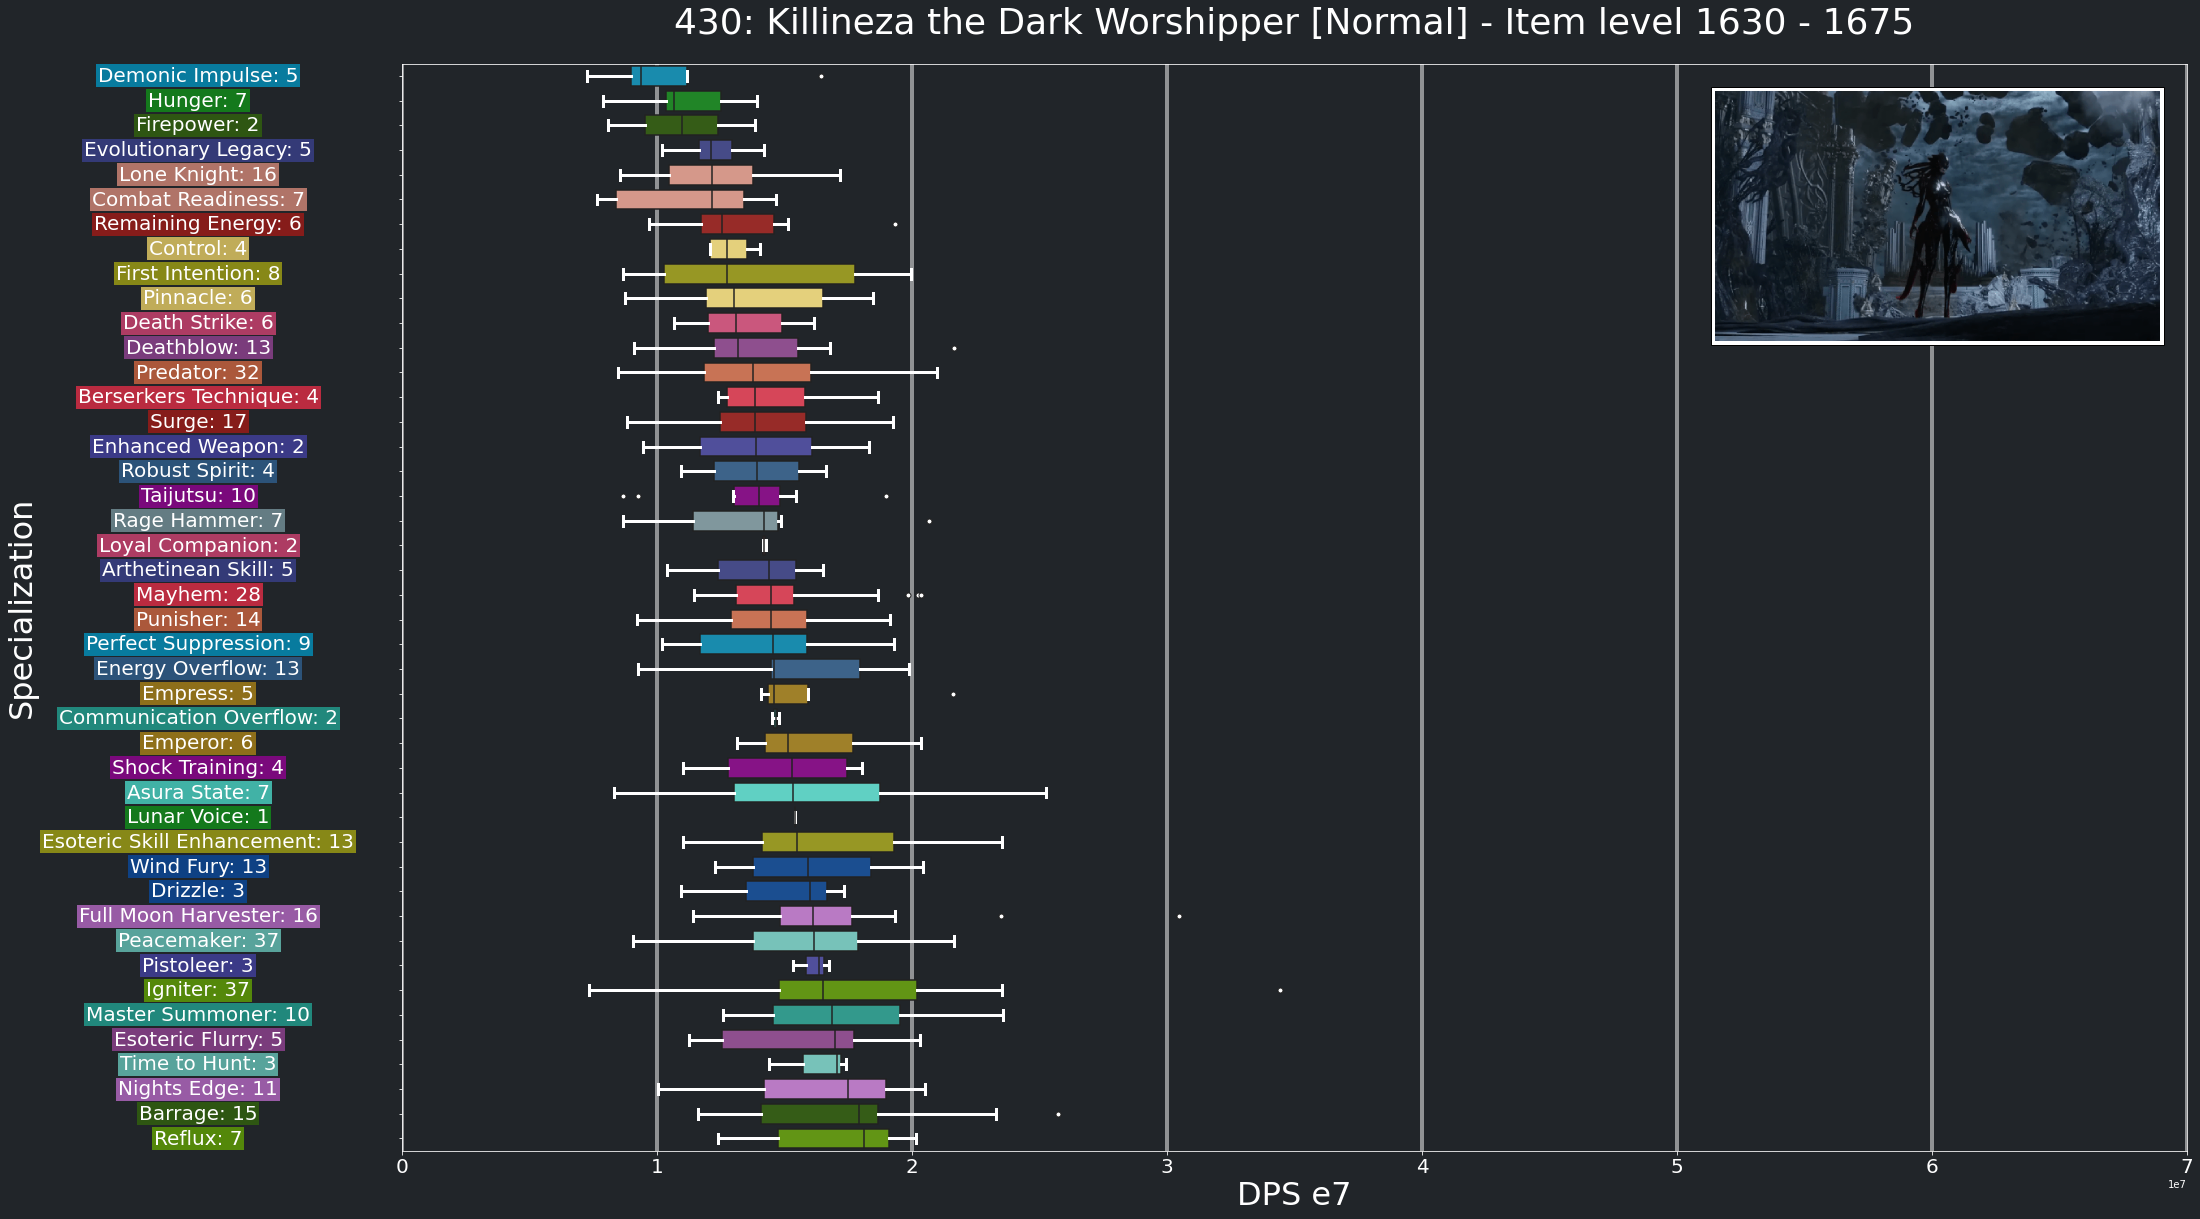 430: Killineza the Dark Worshipper [Normal] - Item level 1630 - 1675
Specialization
Demonic Impulse: 5
Hunger: 7
Firepower: 2
Evolutionary Legacy: 5
Lone Knight: 16
Combat Readiness: 7
Remaining Energy: 6
Control: 4
First Intention: 8
Pinnacle: 6
Death Strike: 6
Deathblow: 13
Predator: 32
Berserkers Technique: 4
Surge: 17
Enhanced Weapon: 2
Robust Spirit: 4
Taijutsu: 10
Rage Hammer: 7
Loyal Companion: 2
Arthetinean Skill: 5
Mayhem: 28
Punisher: 14
Perfect Suppression: 9
Energy Overflow: 13
Empress: 5
Communication Overflow: 2
Emperor: 6
Shock Training: 4
Asura State: 7
Lunar Voice: 1
Esoteric Skill Enhancement: 13
Wind Fury: 13
Drizzle: 3
Full Moon Harvester: 16
Peacemaker: 37
Pistoleer: 3
Igniter: 37
Master Summoner: 10
Esoteric Flurry: 5
Time to Hunt: 3
Nights Edge: 11
Barrage: 15
Reflux: 7
0 1 2 3 4 5 6 7
1e7
DPS e7